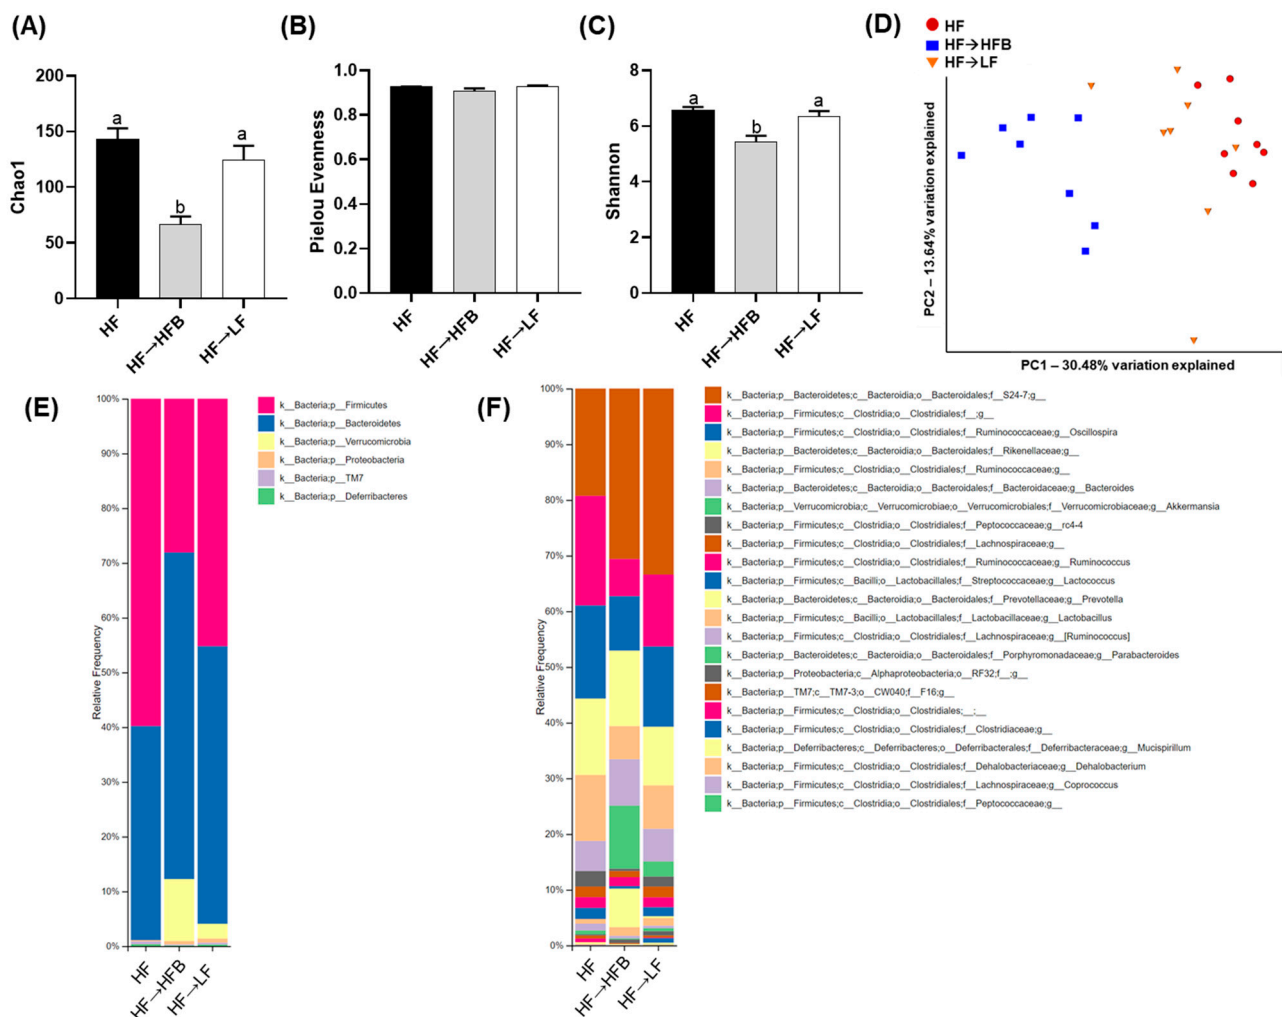 (A)
Chao1
200
150
100
50
0
a
b
a
HF
HF→HFB
HF→LF
(B)
Pielou Evenness
1.0
0.8
0.6
0.4
0.2
0.0
HF
HF→HFB
HF→LF
(C)
Shannon
8
6
4
2
0
a
b
a
HF
HF→HFB
HF→LF
(D)
HF
HF→HFB
HF→LF
PC2 – 13.64% variation explained
PC1 – 30.48% variation explained
(E)
Relative Frequency
100%
90%
80%
70%
60%
50%
40%
30%
20%
10%
0%
HF
HF→HFB
HF→LF
k__Bacteria;p__Firmicutes
k__Bacteria;p__Bacteroidetes
k__Bacteria;p__Verrucomicrobia
k__Bacteria;p__Proteobacteria
k__Bacteria;p__TM7
k__Bacteria;p__Deferribacteres
(F)
Relative Frequency
100%
90%
80%
70%
60%
50%
40%
30%
20%
10%
0%
HF
HF→HFB
HF→LF
k__Bacteria;p__Bacteroidetes;c__Bacteroidia;o__Bacteroidales;f__S24-7;g__
k__Bacteria;p__Firmicutes;c__Clostridia;o__Clostridiales;f__;g__
k__Bacteria;p__Firmicutes;c__Clostridia;o__Clostridiales;f__Ruminococcaceae;g__Oscillospira
k__Bacteria;p__Bacteroidetes;c__Bacteroidia;o__Bacteroidales;f__Rikenellaceae;g__
k__Bacteria;p__Firmicutes;c__Clostridia;o__Clostridiales;f__Ruminococcaceae;g__
k__Bacteria;p__Bacteroidetes;c__Bacteroidia;o__Bacteroidales;f__Bacteroidaceae;g__Bacteroides
k__Bacteria;p__Verrucomicrobia;c__Verrucomicrobiae;o__Verrucomicrobiales;f__Verrucomicrobiaceae;g__Akkermansia
k__Bacteria;p__Firmicutes;c__Clostridia;o__Clostridiales;f__Peptococcaceae;g__rc4-4
k__Bacteria;p__Firmicutes;c__Clostridia;o__Clostridiales;f__Lachnospiraceae;g__
k__Bacteria;p__Firmicutes;c__Clostridia;o__Clostridiales;f__Ruminococcaceae;g__Ruminococcus
k__Bacteria;p__Firmicutes;c__Bacilli;o__Lactobacillales;f__Streptococcaceae;g__Lactococcus
k__Bacteria;p__Bacteroidetes;c__Bacteroidia;o__Bacteroidales;f__Prevotellaceae;g__Prevotella
k__Bacteria;p__Firmicutes;c__Bacilli;o__Lactobacillales;f__Lactobacillaceae;g__Lactobacillus
k__Bacteria;p__Firmicutes;c__Clostridia;o__Clostridiales;f__Lachnospiraceae;g__[Ruminococcus]
k__Bacteria;p__Bacteroidetes;c__Bacteroidia;o__Bacteroidales;f__Porphyromonadaceae;g__Parabacteroides
k__Bacteria;p__Proteobacteria;c__Alphaproteobacteria;o__RF32;f__;g__
k__Bacteria;p__TM7;c__TM7-3;o__CW040;f__F16;g__
k__Bacteria;p__Firmicutes;c__Clostridia;o__Clostridiales;__;__
k__Bacteria;p__Firmicutes;c__Clostridia;o__Clostridiales;f__Clostridiaceae;g__
k__Bacteria;p__Deferribacteres;c__Deferribacteres;o__Deferribacterales;f__Deferribacteraceae;g__Mucispirillum
k__Bacteria;p__Firmicutes;c__Clostridia;o__Clostridiales;f__Dehalobacteriaceae;g__Dehalobacterium
k__Bacteria;p__Firmicutes;c__Clostridia;o__Clostridiales;f__Lachnospiraceae;g__Coprococcus
k__Bacteria;p__Firmicutes;c__Clostridia;o__Clostridiales;f__Peptococcaceae;g__